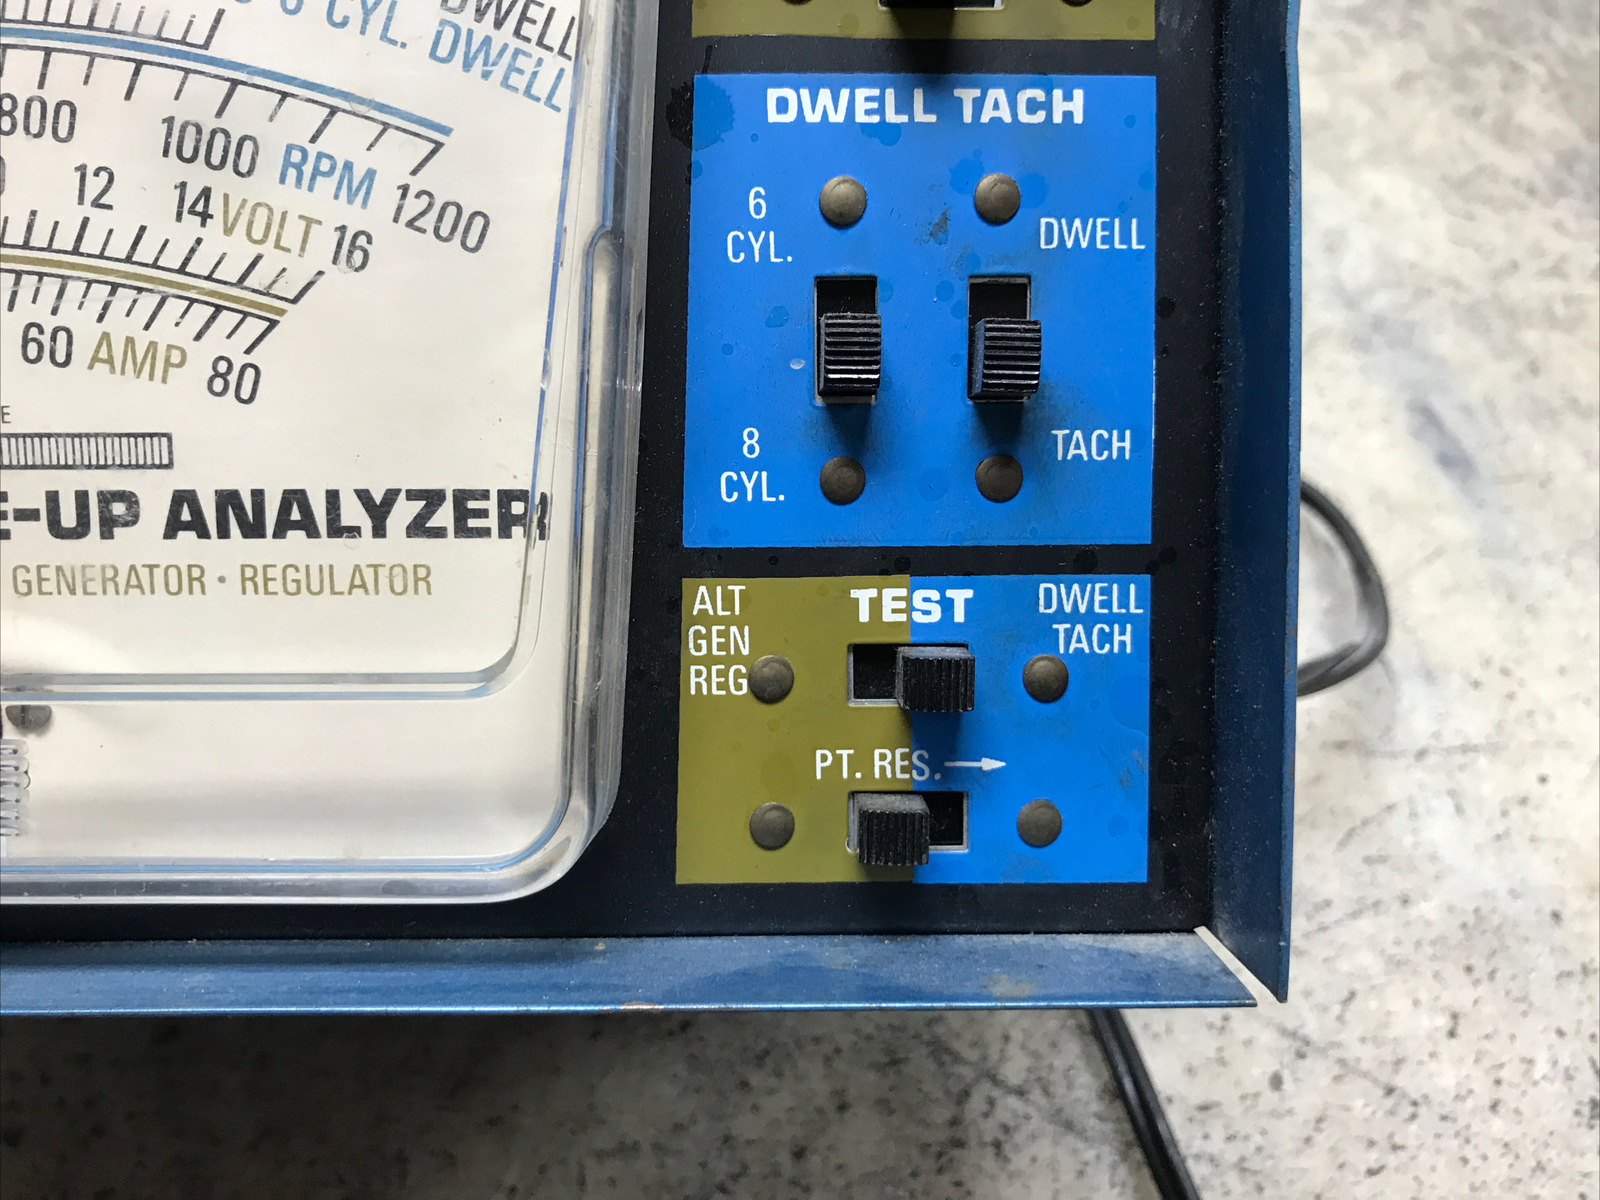 DWELL
CYL. DWELL
800
1000 RPM 1200
12
14 VOLT 16
60 AMP 80
E
E-UP ANALYZER
GENERATOR · REGULATOR
DWELL TACH
6
CYL.
DWELL
8
CYL.
TACH
ALT
GEN
REG
TEST
DWELL
TACH
PT. RES. →